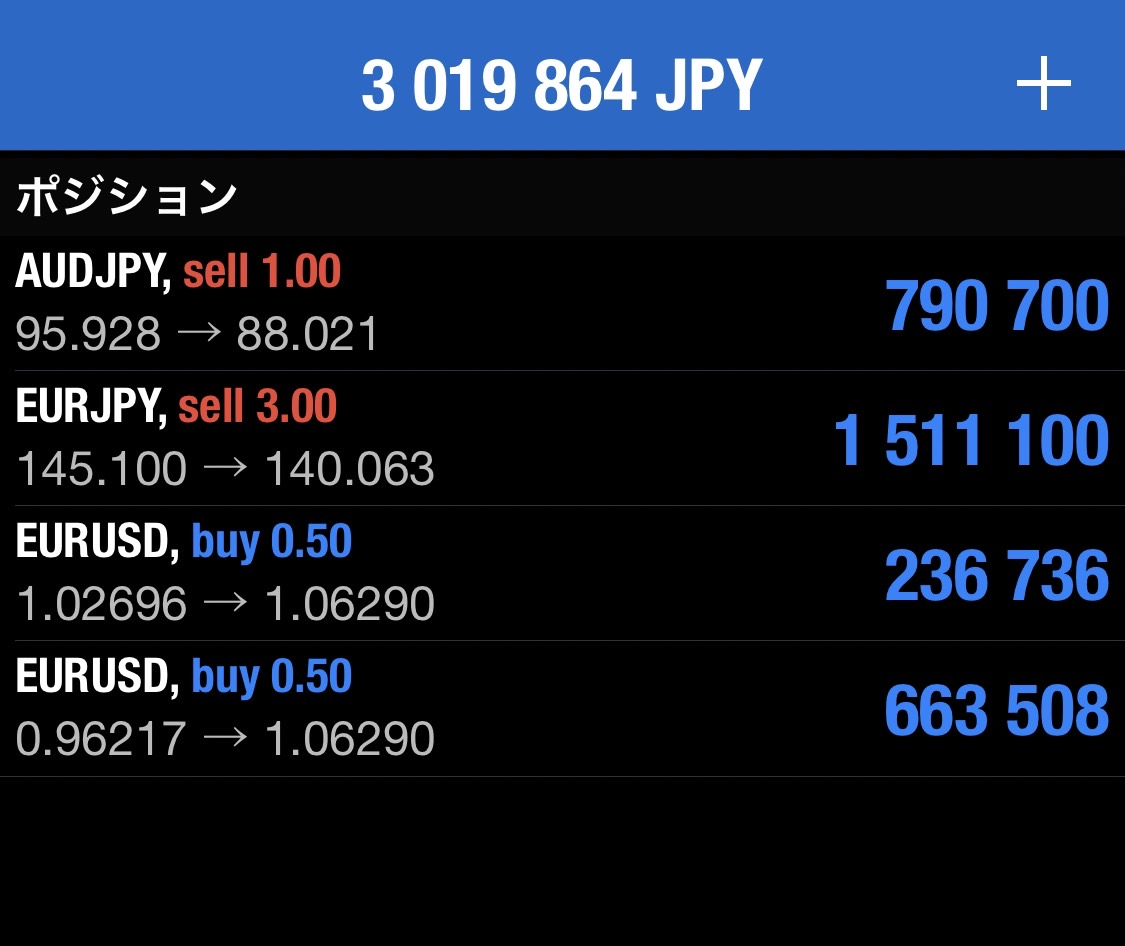 3 019 864 JPY
ポジション
AUDJPY, sell 1.00
95.928 → 88.021
790 700
EURJPY, sell 3.00
145.100 → 140.063
1 511 100
EURUSD, buy 0.50
1.02696 → 1.06290
236 736
EURUSD, buy 0.50
0.96217 → 1.06290
663 508